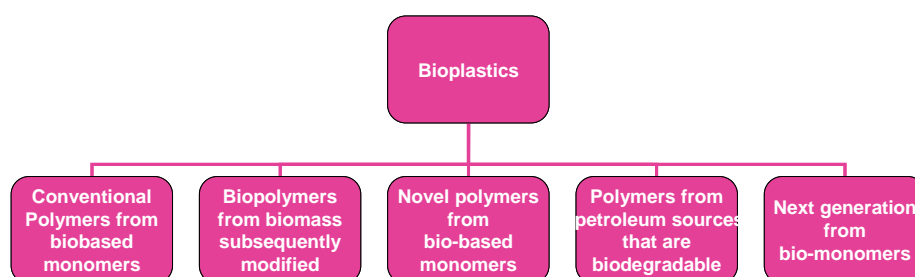 Bioplastics
Conventional
Polymers from
biobased
monomers
Biopolymers
from biomass
subsequently
modified
Novel polymers
from
bio-based
monomers
Polymers from
petroleum sources
that are
biodegradable
Next generation
from
bio-monomers